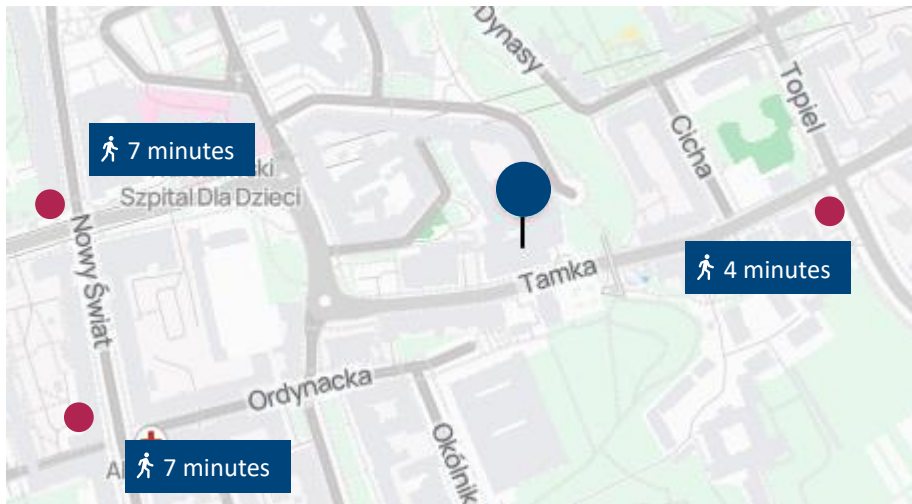 Dynasy
Topiel
Cicha
7 minutes
Szpital Dla Dzieci
Nowy Świat
4 minutes
Tamka
Ordynacka
Okólnik
7 minutes